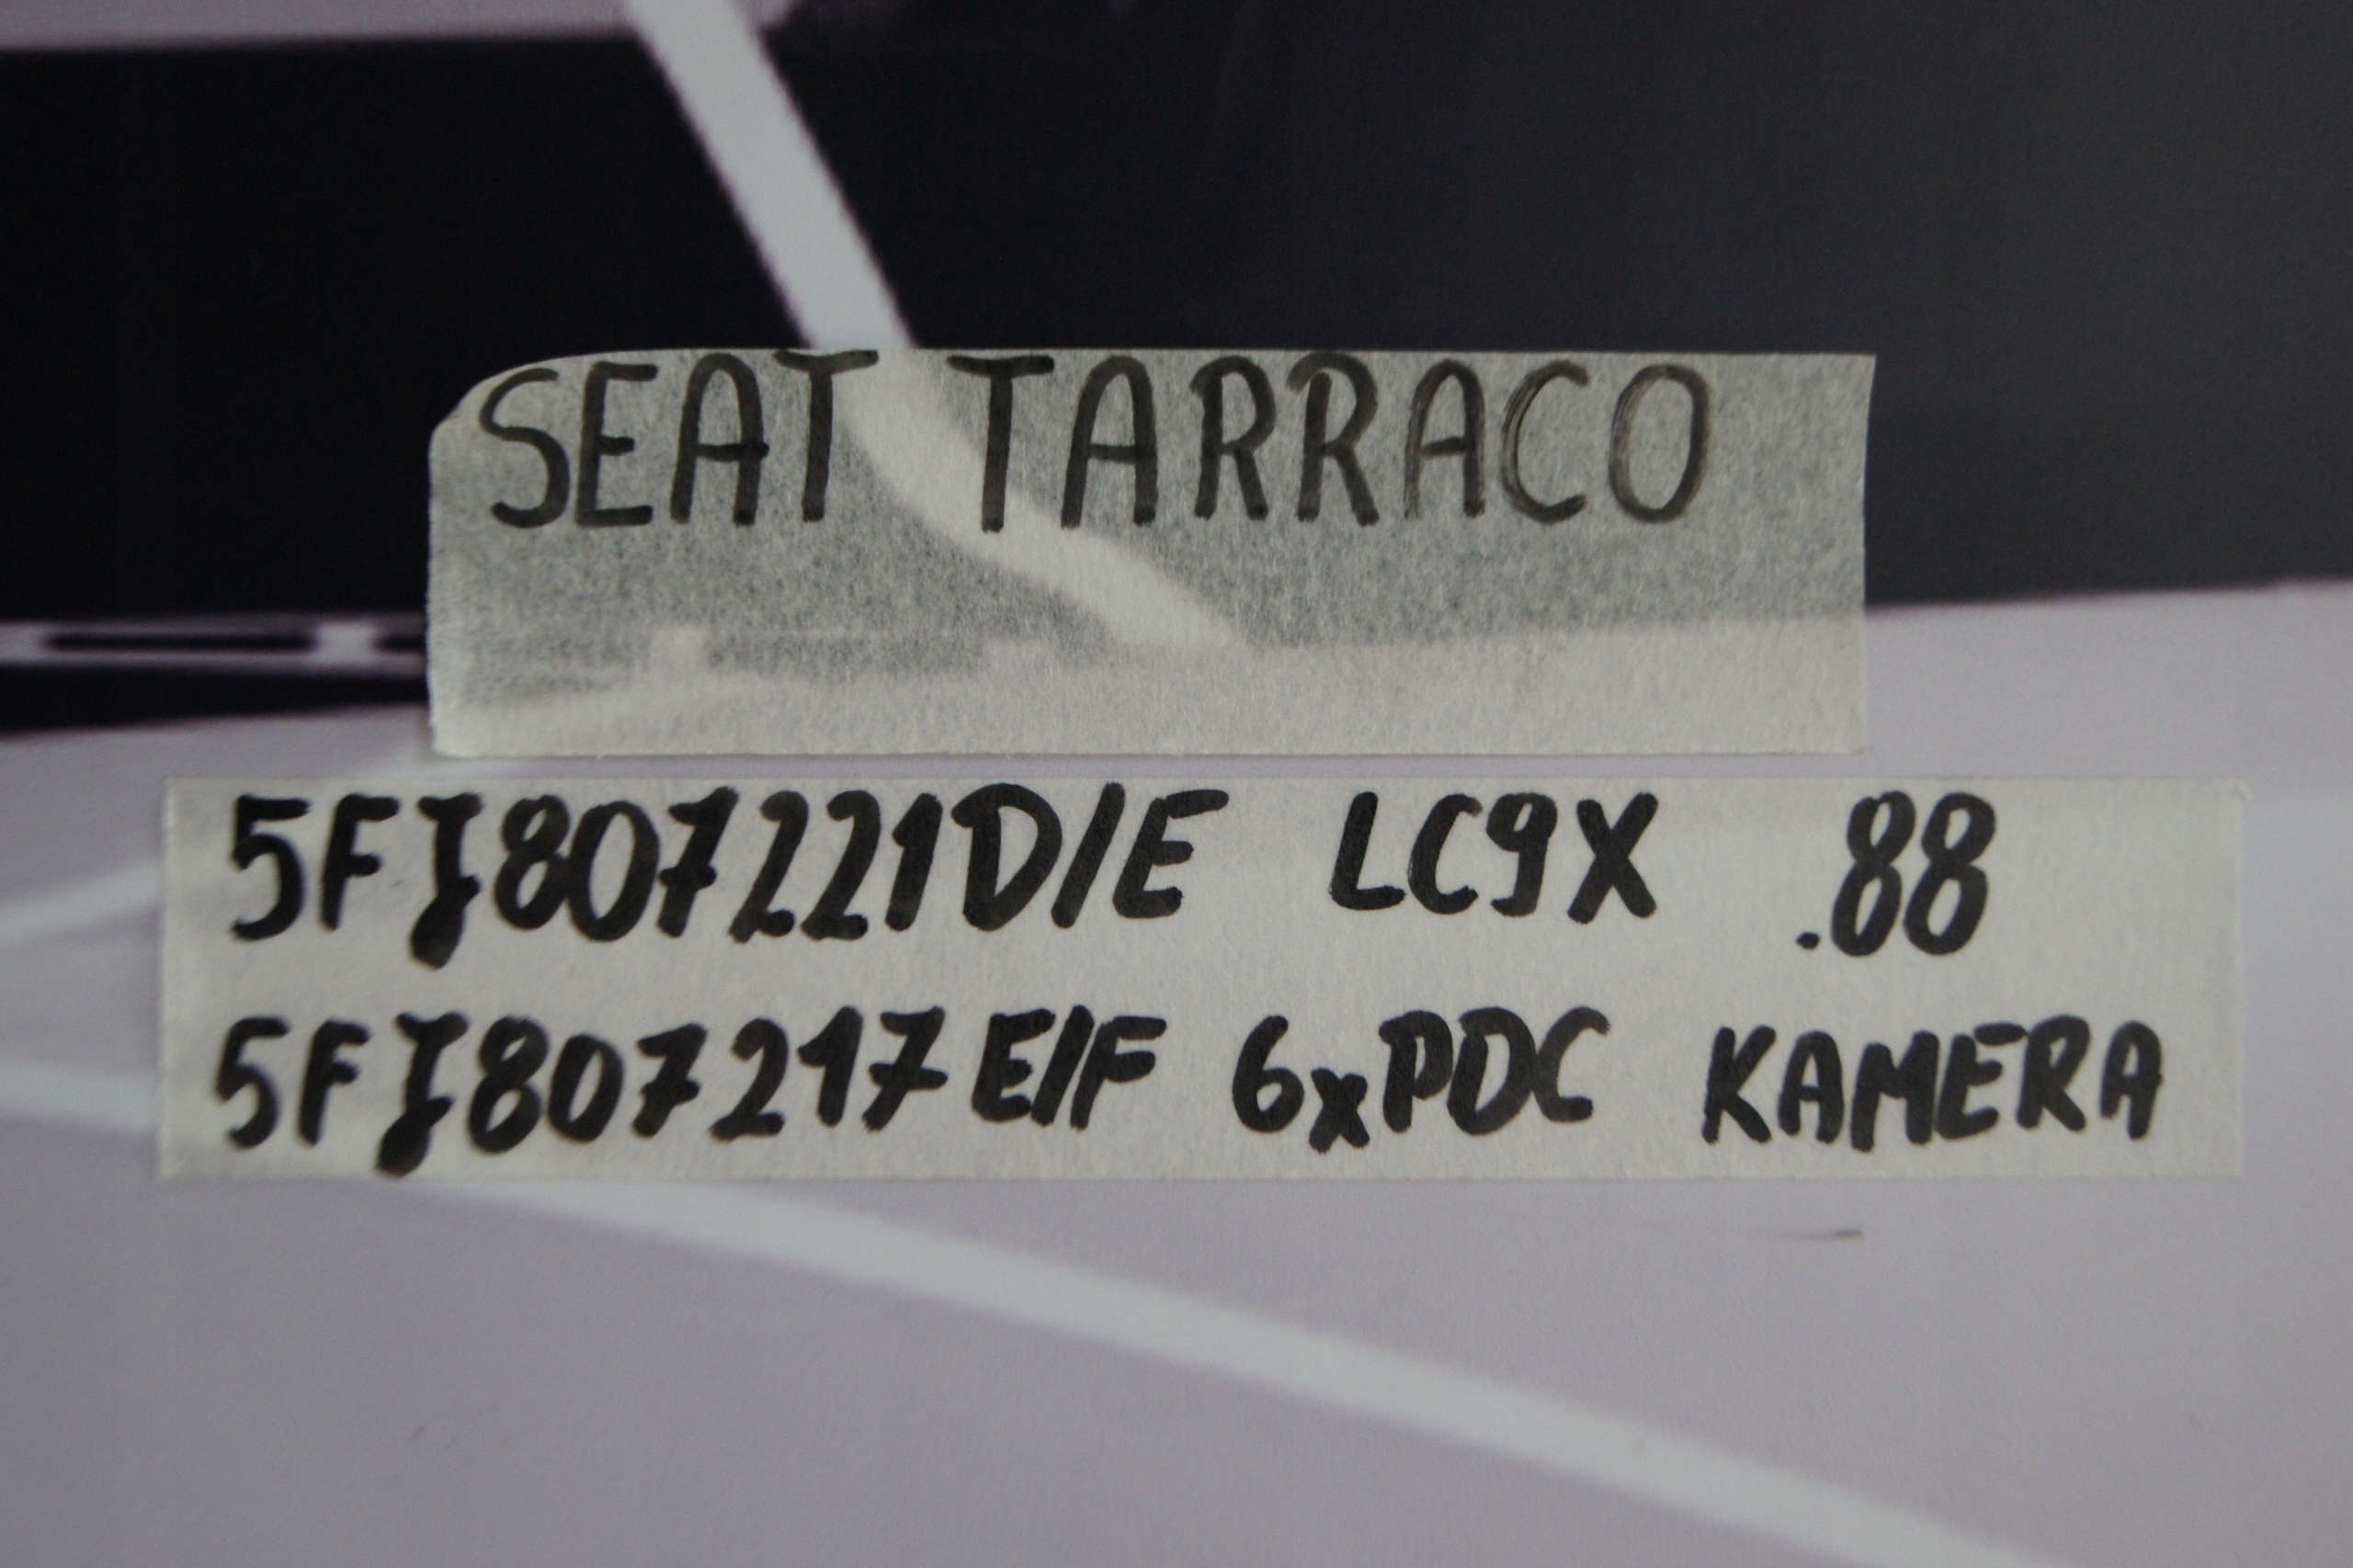 SEAT TARRACO
5FJ807221D/E LC9X .88
5FJ807217E/F 6xPDC KAMERA